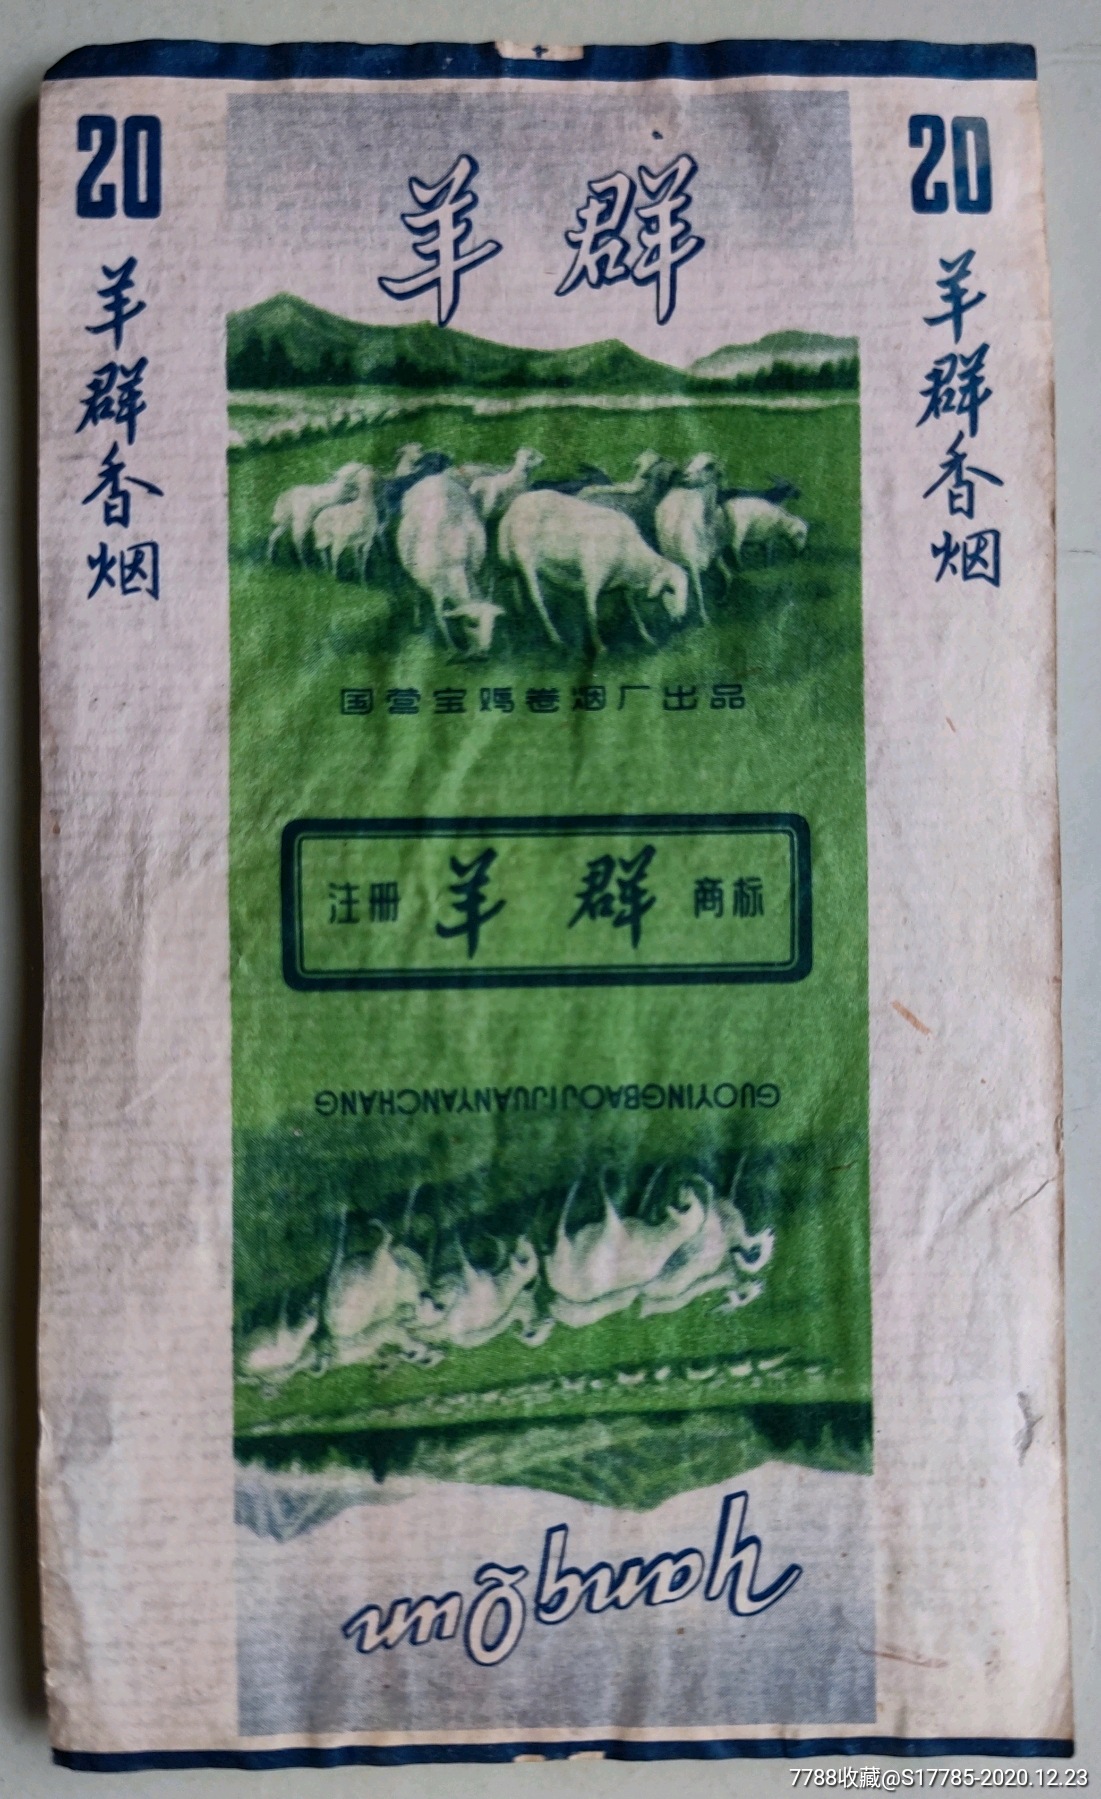 20
20
羊群
羊群香烟
羊群香烟
国营宝鸡卷烟厂出品
注册 羊群 商标
GUOYINGBAOJIJUANYANCHANG
yang Qun
7788收藏@S17785-2020.12.23